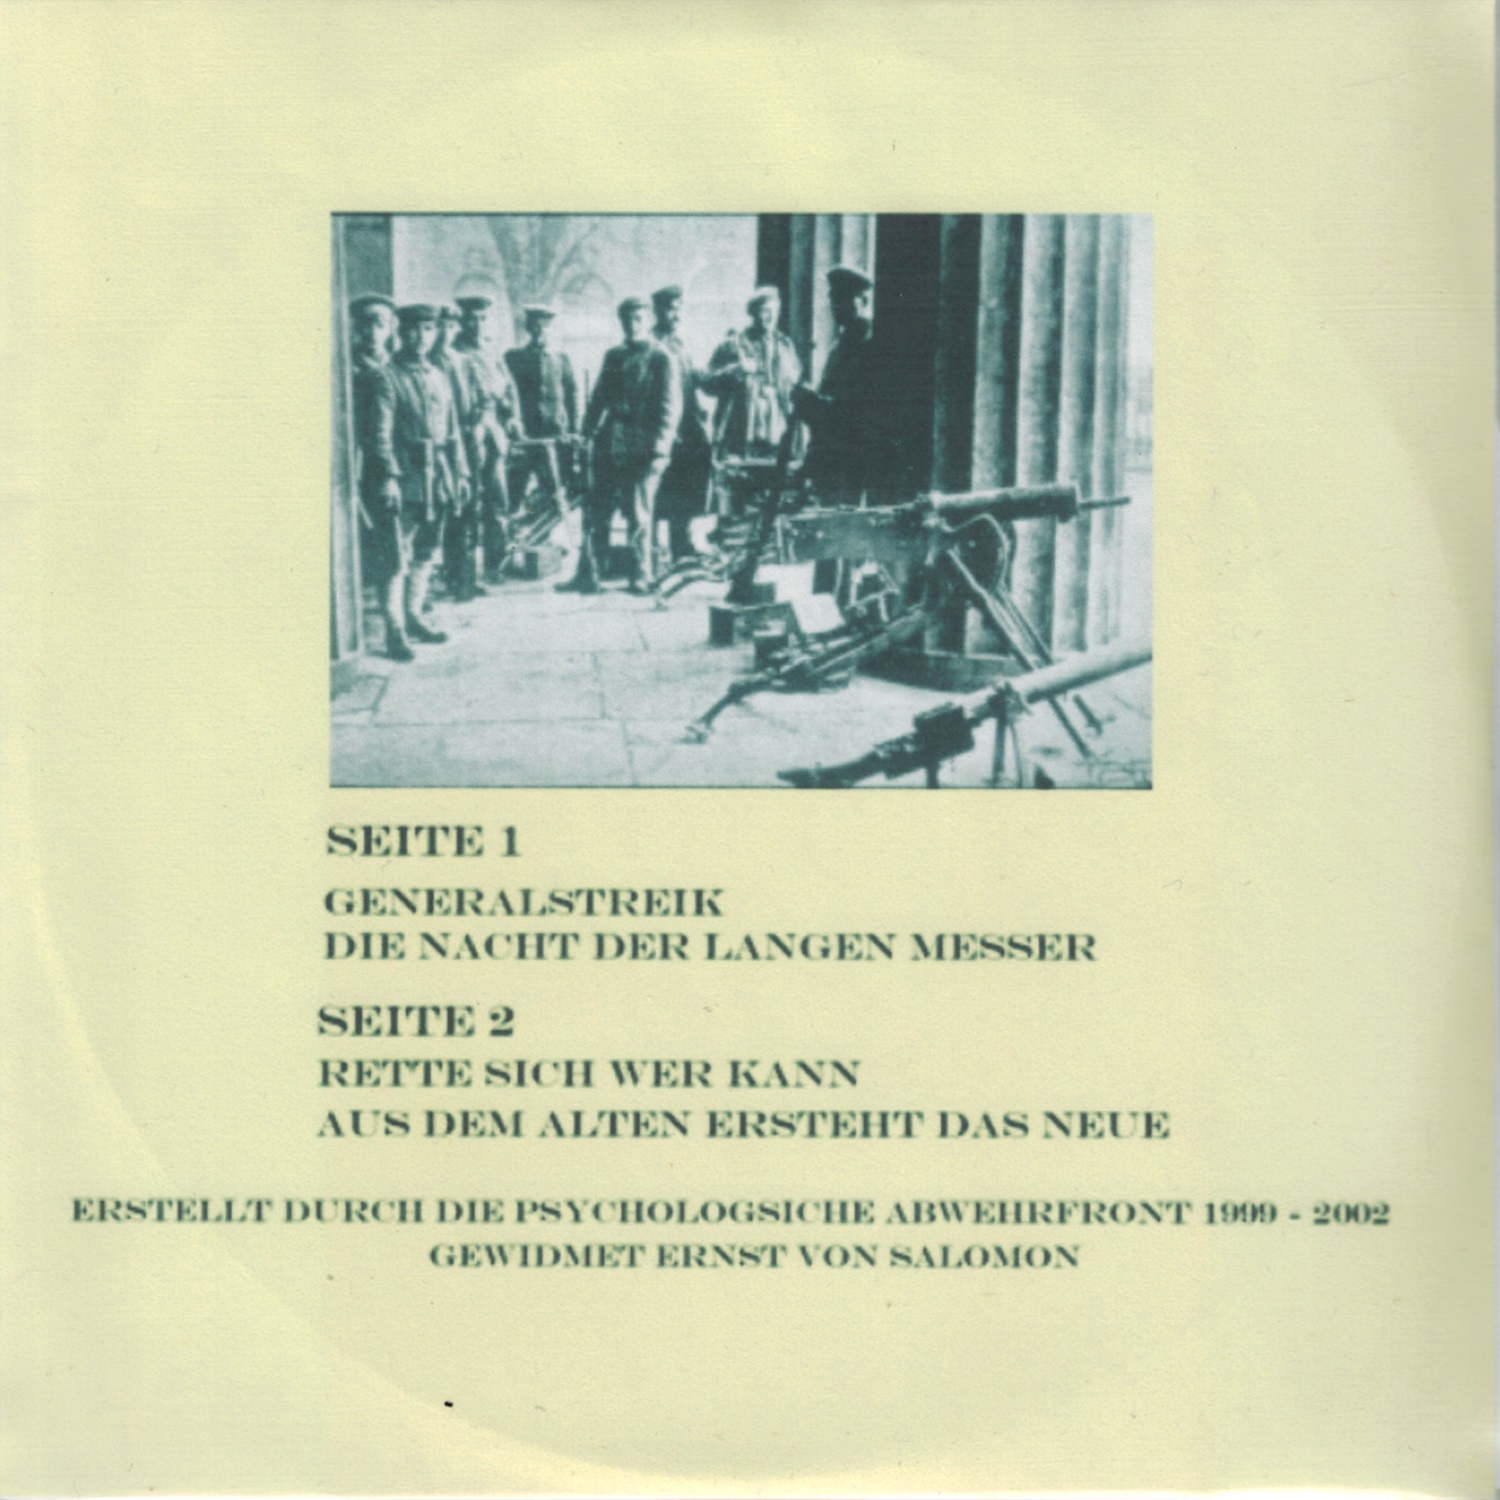 SEITE 1
GENERALSTREIK
DIE NACHT DER LANGEN MESSER
SEITE 2
RETTE SICH WER KANN
AUS DEM ALTEN ERSTEHT DAS NEUE
ERSTELLT DURCH DIE PSYCHOLOGSICHE ABWEHRFRONT 1999 - 2002
GEWIDMET ERNST VON SALOMON